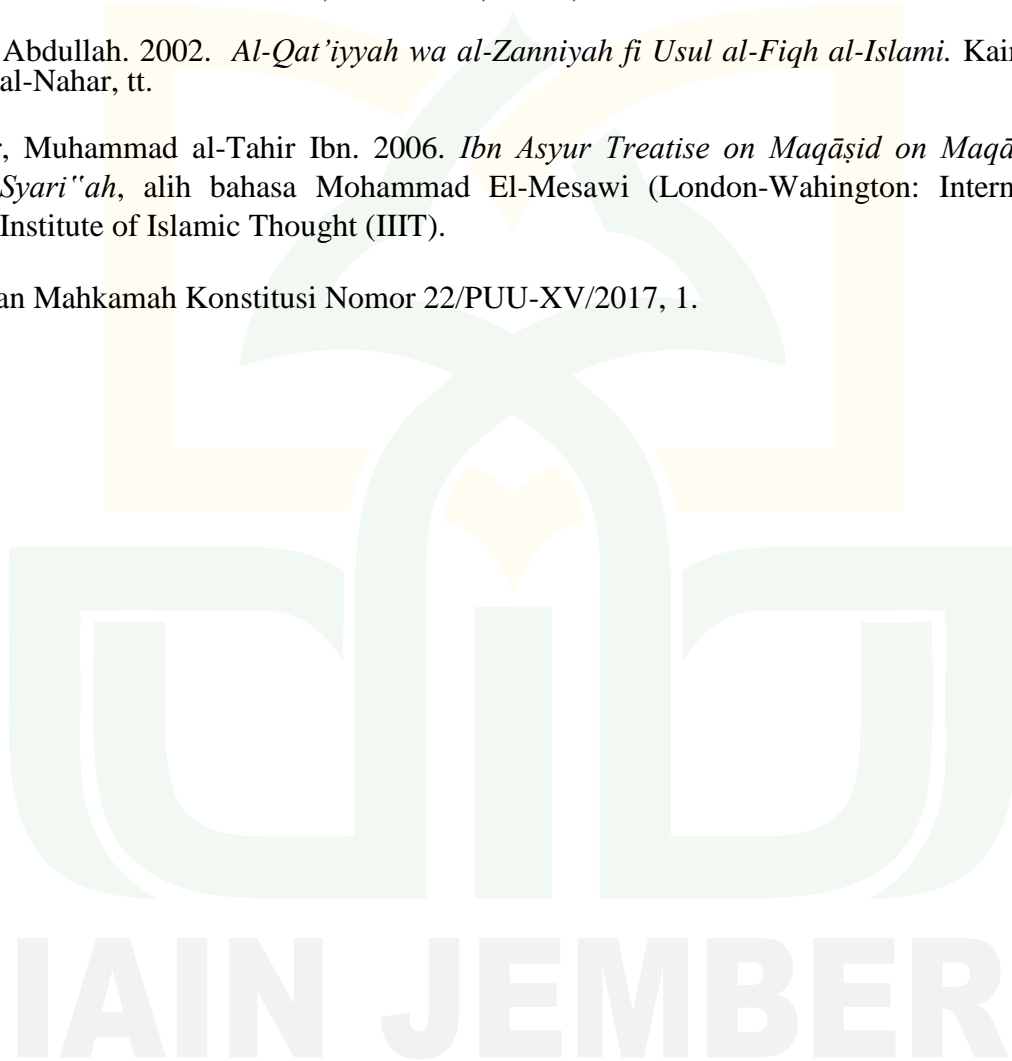 Abdullah. 2002. Al-Qat’iyyah wa al-Zanniyah fi Usul al-Fiqh al-Islami. Kair
al-Nahar, tt.
r, Muhammad al-Tahir Ibn. 2006. Ibn Asyur Treatise on Maqāṣid on Maqā
Syari‟ah, alih bahasa Mohammad El-Mesawi (London-Wahington: Intern
Institute of Islamic Thought (IIIT).
an Mahkamah Konstitusi Nomor 22/PUU-XV/2017, 1.
IAIN JEMBER